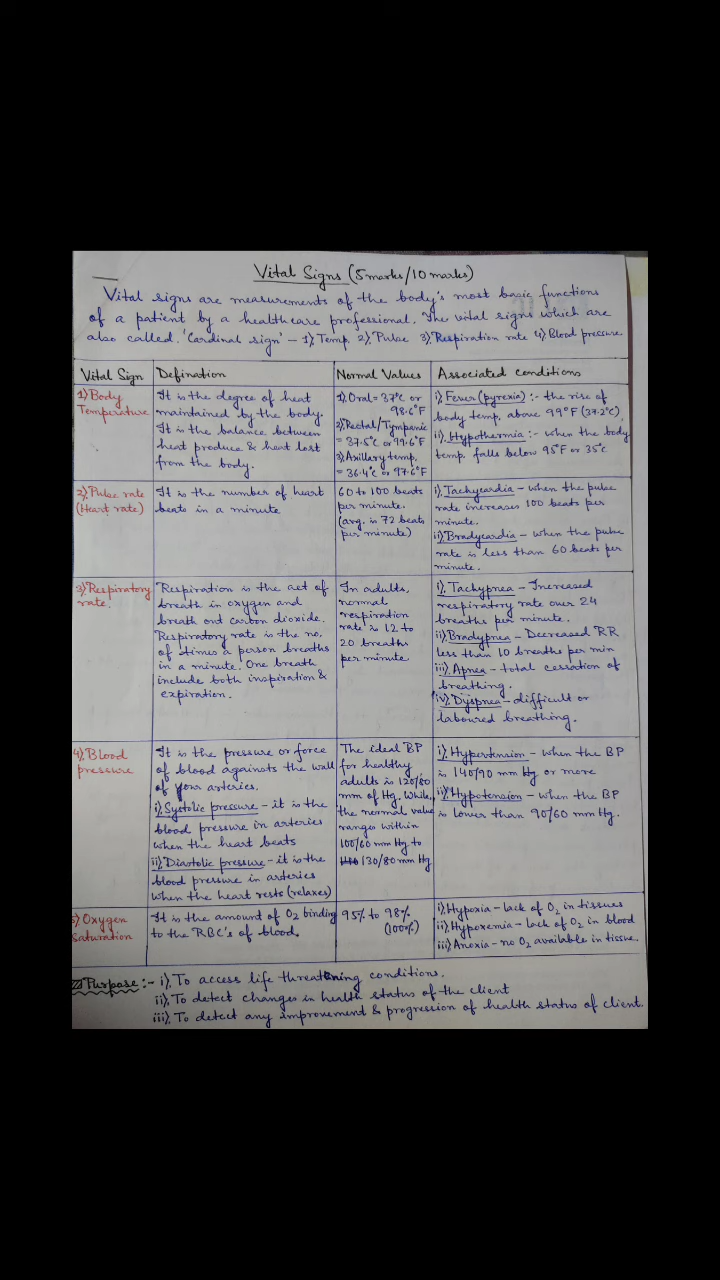 Vital Signs (5marks/10 marks)
Vital signs are measurements of the body's most basic functions
of a patient by a healthcare professional. The vital signs which are
also called 'Cardinal sign' – 1) Temp. 2) Pulse 3) Respiration rate 4) Blood pressure
Vital Sign
Defination
Normal Values
Associated conditions
1) Body
Temperature
It is the degree of heat
maintained by the body.
It is the balance between
heat produce & heat lost
from the body.
1) Oral = 37°C or
98.6°F
2) Rectal/Tympanic
= 37.5°C or 99.6°F
3) Axillary temp.
= 36.4°C or 97.6°F
i) Fever (pyrexia) :- the rise of
body temp. above 99°F (37.2°C),
ii) Hypothermia :- when the body
temp. falls below 95°F or 35°C
2) Pulse rate
(Heart rate)
It is the number of heart
beats in a minute
60 to 100 beats
per minute.
(avg. is 72 beats
per minute)
i) Tachycardia – when the pulse
rate increases 100 beats per
minute.
ii) Bradycardia – when the pulse
rate is less than 60 beats per
minute.
3) Respiratory
rate.
Respiration is the act of
breath in oxygen and
breath out carbon dioxide.
Respiratory rate is the no.
of times a person breaths
in a minute. One breath
include both inspiration &
expiration.
In adults,
normal
respiration
rate is 12 to
20 breaths
per minute.
i) Tachypnea – Increased
respiratory rate over 24
breaths per minute.
ii) Bradypnea – Decreased RR
less than 10 breaths per min
iii) Apnea – total cessation of
breathing.
iv) Dyspnea – difficult or
laboured breathing.
4) Blood
pressure
It is the pressure or force
of blood againsts the wall
of your arteries.
i) Systolic pressure – it is the
blood pressure in arteries
when the heart beats
ii) Diastolic pressure – it is the
blood pressure in arteries
when the heart rests (relaxes)
The ideal BP
for healthy
adults is 120/80
mm of Hg. While,
the normal value
ranges within
100/60 mm Hg to
130/80 mm Hg
i) Hypertension – when the BP
is 140/90 mm Hg or more
ii) Hypotension – when the BP
is lower than 90/60 mm Hg.
5) Oxygen
Saturation
It is the amount of O2 binding
to the RBC's of blood.
95% to 98%
(100%)
i) Hypoxia – lack of O2 in tissues
ii) Hypoxemia – lack of O2 in blood
iii) Anoxia – no O2 available in tissue.
Purpose :- i) To access life threatening conditions.
ii) To detect changes in health status of the client
iii) To detect any improvement & progression of health status of client.